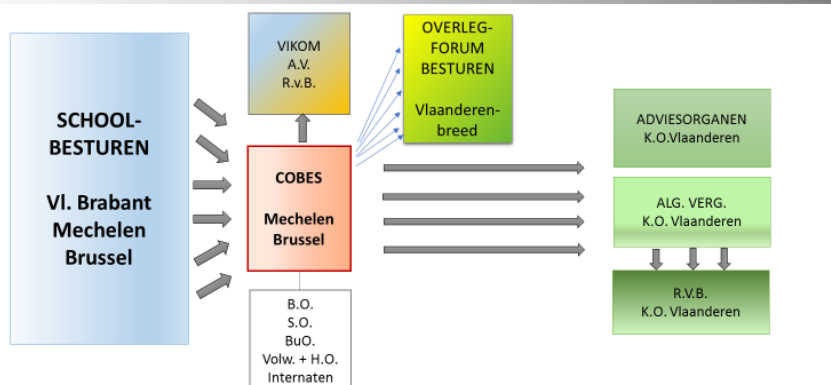 SCHOOL-
BESTUREN
Vl. Brabant
Mechelen
Brussel
VIKOM
A.V.
R.v.B.
COBES
Mechelen
Brussel
B.O.
S.O.
BuO.
Volw. + H.O.
Internaten
OVERLEG-
FORUM
BESTUREN
Vlaanderen-
breed
ADVIESORGANEN
K.O.Vlaanderen
ALG. VERG.
K.O. Vlaanderen
R.V.B.
K.O. Vlaanderen